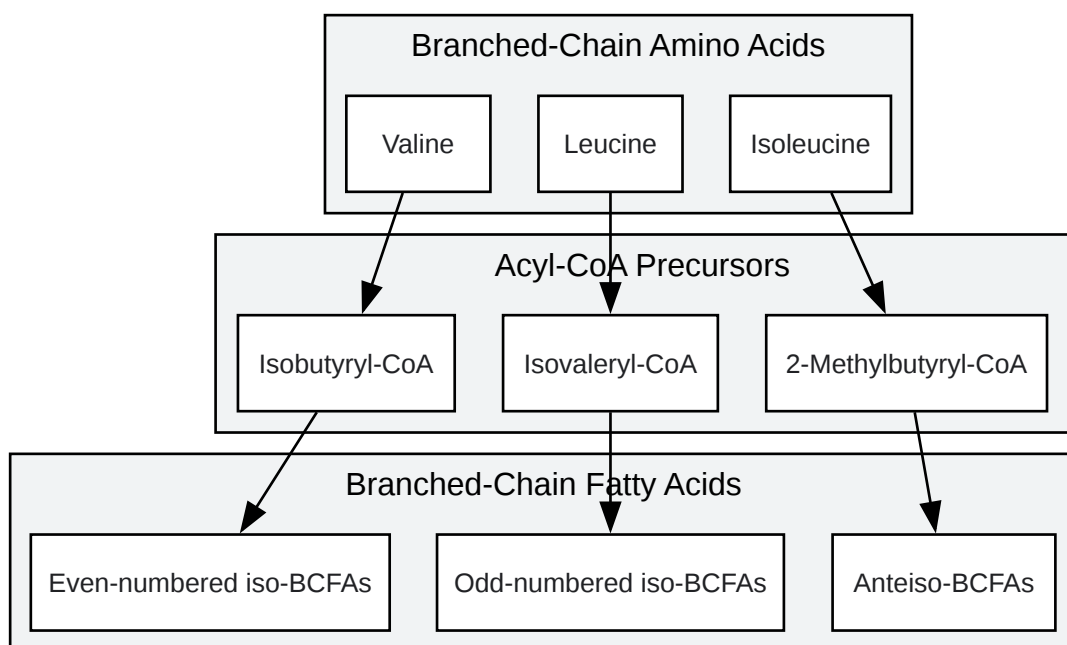 Branched-Chain Amino Acids
Valine
Leucine
Isoleucine
Acyl-CoA Precursors
Isobutyryl-CoA
Isovaleryl-CoA
2-Methylbutyryl-CoA
Branched-Chain Fatty Acids
Even-numbered iso-BCFAs
Odd-numbered iso-BCFAs
Anteiso-BCFAs